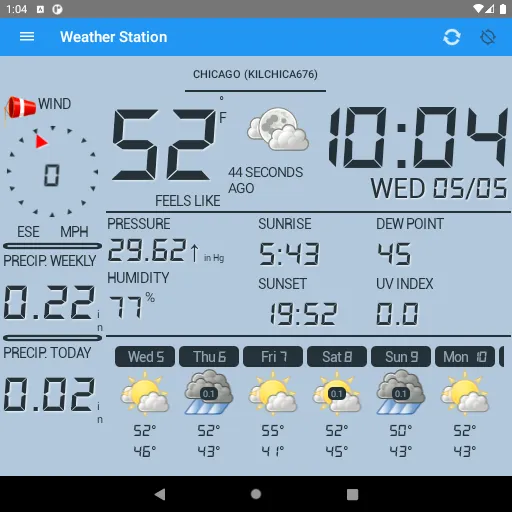 1:04
Weather Station
CHICAGO (KILCHICA676)
WIND
0
ESE MPH
52 °F
FEELS LIKE
44 SECONDS
AGO
10:04
WED 05/05
PRECIP. WEEKLY
0.22 in
PRECIP. TODAY
0.02 in
PRESSURE
29.62↑ in Hg
HUMIDITY
77%
SUNRISE
5:43
SUNSET
19:52
DEW POINT
45
UV INDEX
0.0
Wed 5 Thu 6 Fri 7 Sat 8 Sun 9 Mon 10
0.1 0.1 0.1
52° 52° 55° 52° 50° 52°
46° 43° 41° 45° 43° 43°